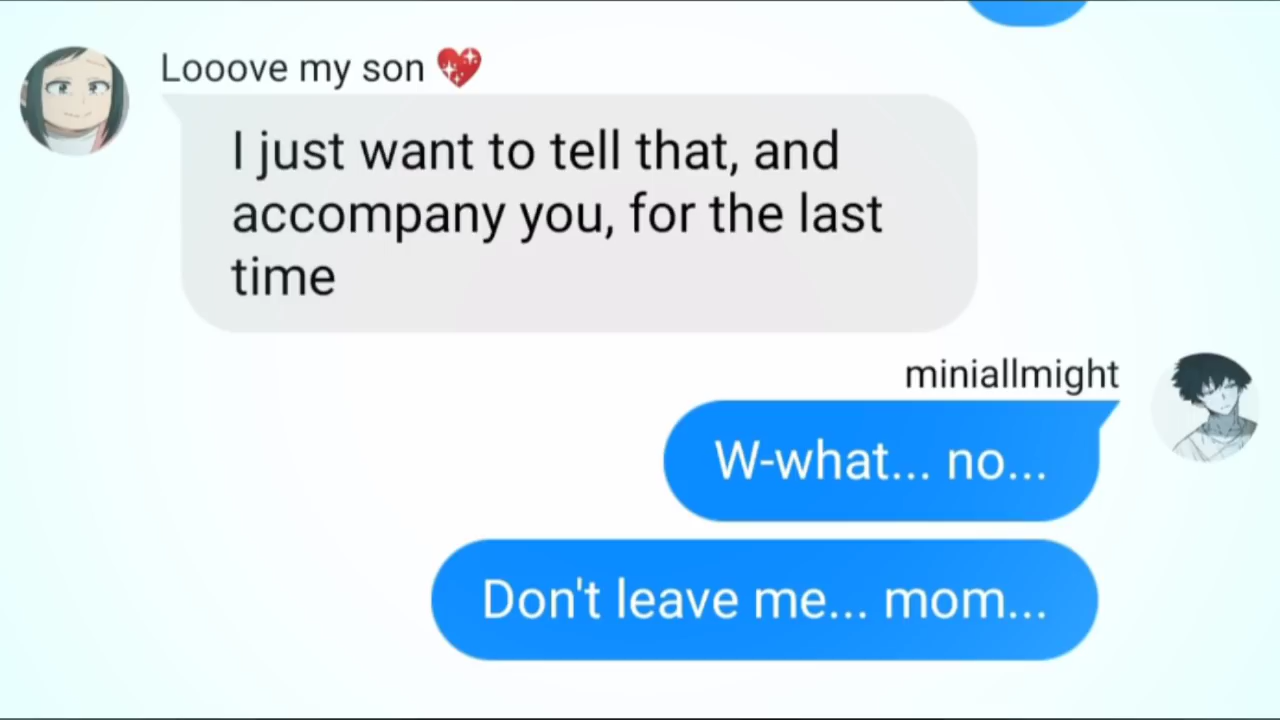 Looove my son 💖
I just want to tell that, and
accompany you, for the last
time
miniallmight
W-what... no...
Don't leave me... mom...